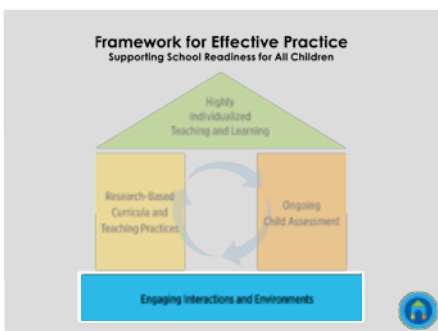 Framework for Effective Practice
Supporting School Readiness for All Children
Highly
Individualized
Teaching and Learning
Research-Based
Curricula and
Teaching Practices
Ongoing
Child Assessment
Engaging Interactions and Environments